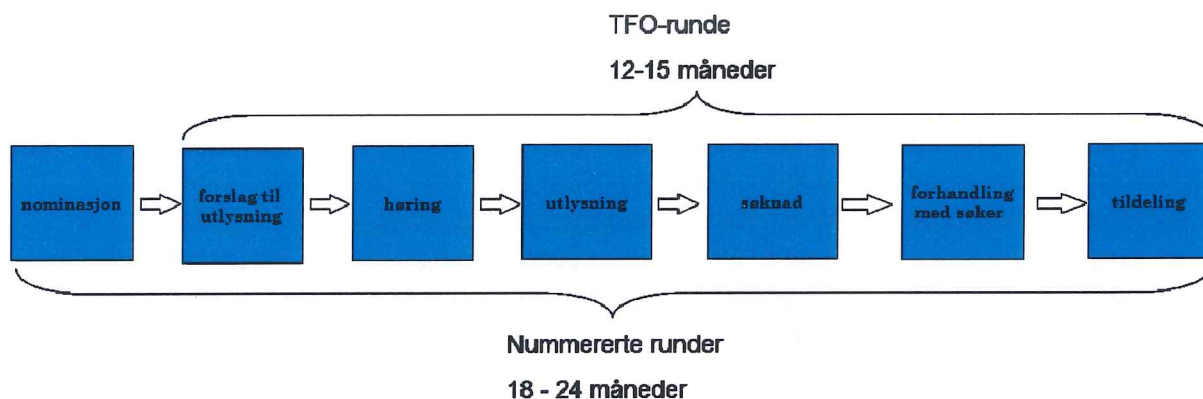 TFO-runde
12-15 måneder
nominasjon
forslag til
utlysning
høring
utlysning
søknad
forhandling
med søker
tildeling
Nummererte runder
18 - 24 måneder